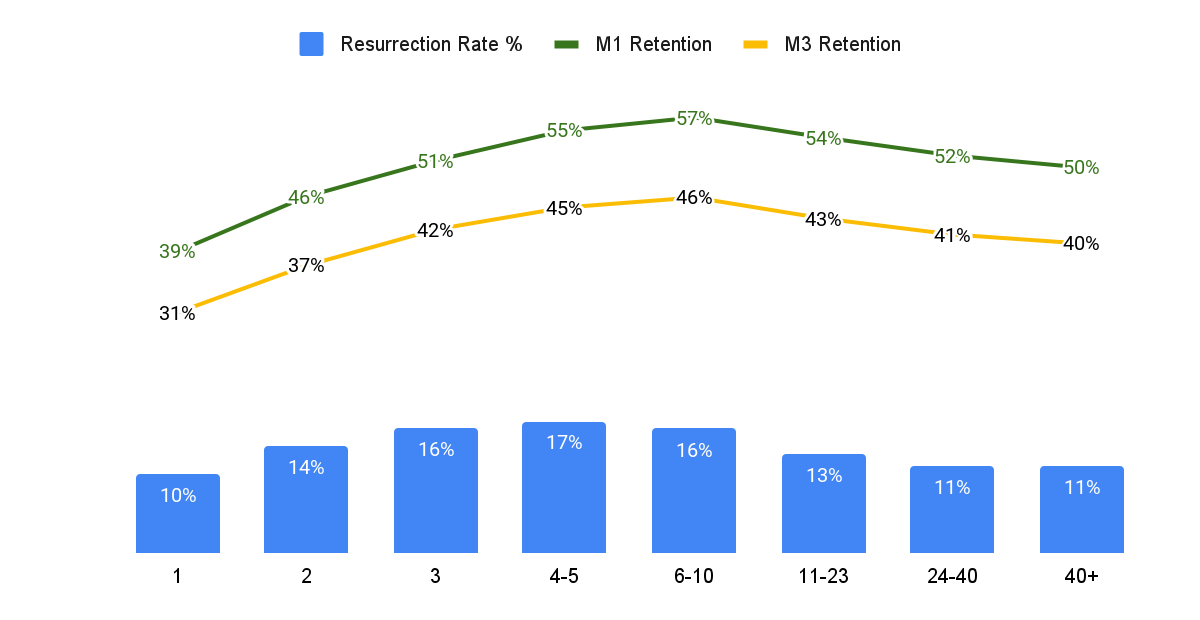 Resurrection Rate % M1 Retention M3 Retention
39% 46% 51% 55% 57% 54% 52% 50%
31% 37% 42% 45% 46% 43% 41% 40%
10% 14% 16% 17% 16% 13% 11% 11%
1 2 3 4-5 6-10 11-23 24-40 40+